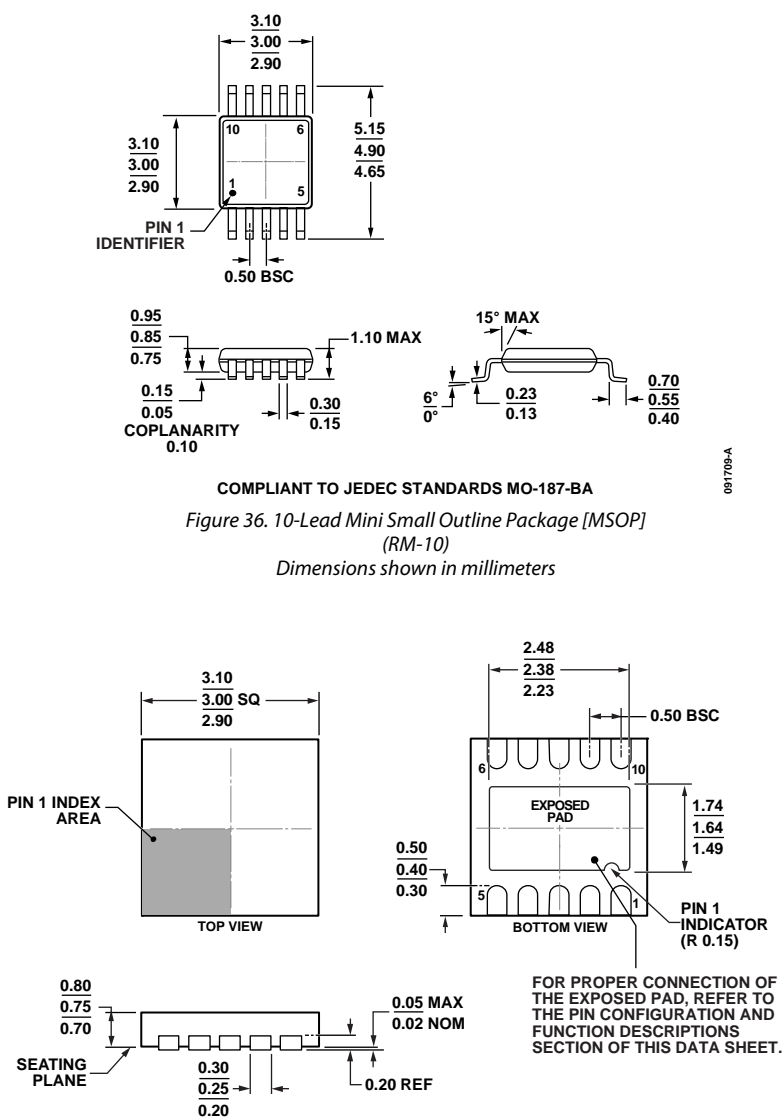 3.10
3.00
2.90
10
6
1
5
3.10
3.00
2.90
5.15
4.90
4.65
PIN 1
IDENTIFIER
0.50 BSC
0.95
0.85
0.75
1.10 MAX
0.15
0.05
COPLANARITY
0.10
0.30
0.15
15° MAX
6°
0°
0.23
0.13
0.70
0.55
0.40
COMPLIANT TO JEDEC STANDARDS MO-187-BA
091709-A
Figure 36. 10-Lead Mini Small Outline Package [MSOP]
(RM-10)
Dimensions shown in millimeters
3.10
3.00 SQ
2.90
PIN 1 INDEX
AREA
TOP VIEW
2.48
2.38
2.23
0.50 BSC
6
10
EXPOSED
PAD
1.74
1.64
1.49
0.50
0.40
0.30
5
1
BOTTOM VIEW
PIN 1
INDICATOR
(R 0.15)
FOR PROPER CONNECTION OF
THE EXPOSED PAD, REFER TO
THE PIN CONFIGURATION AND
FUNCTION DESCRIPTIONS
SECTION OF THIS DATA SHEET.
0.80
0.75
0.70
SEATING
PLANE
0.30
0.25
0.20
0.05 MAX
0.02 NOM
0.20 REF